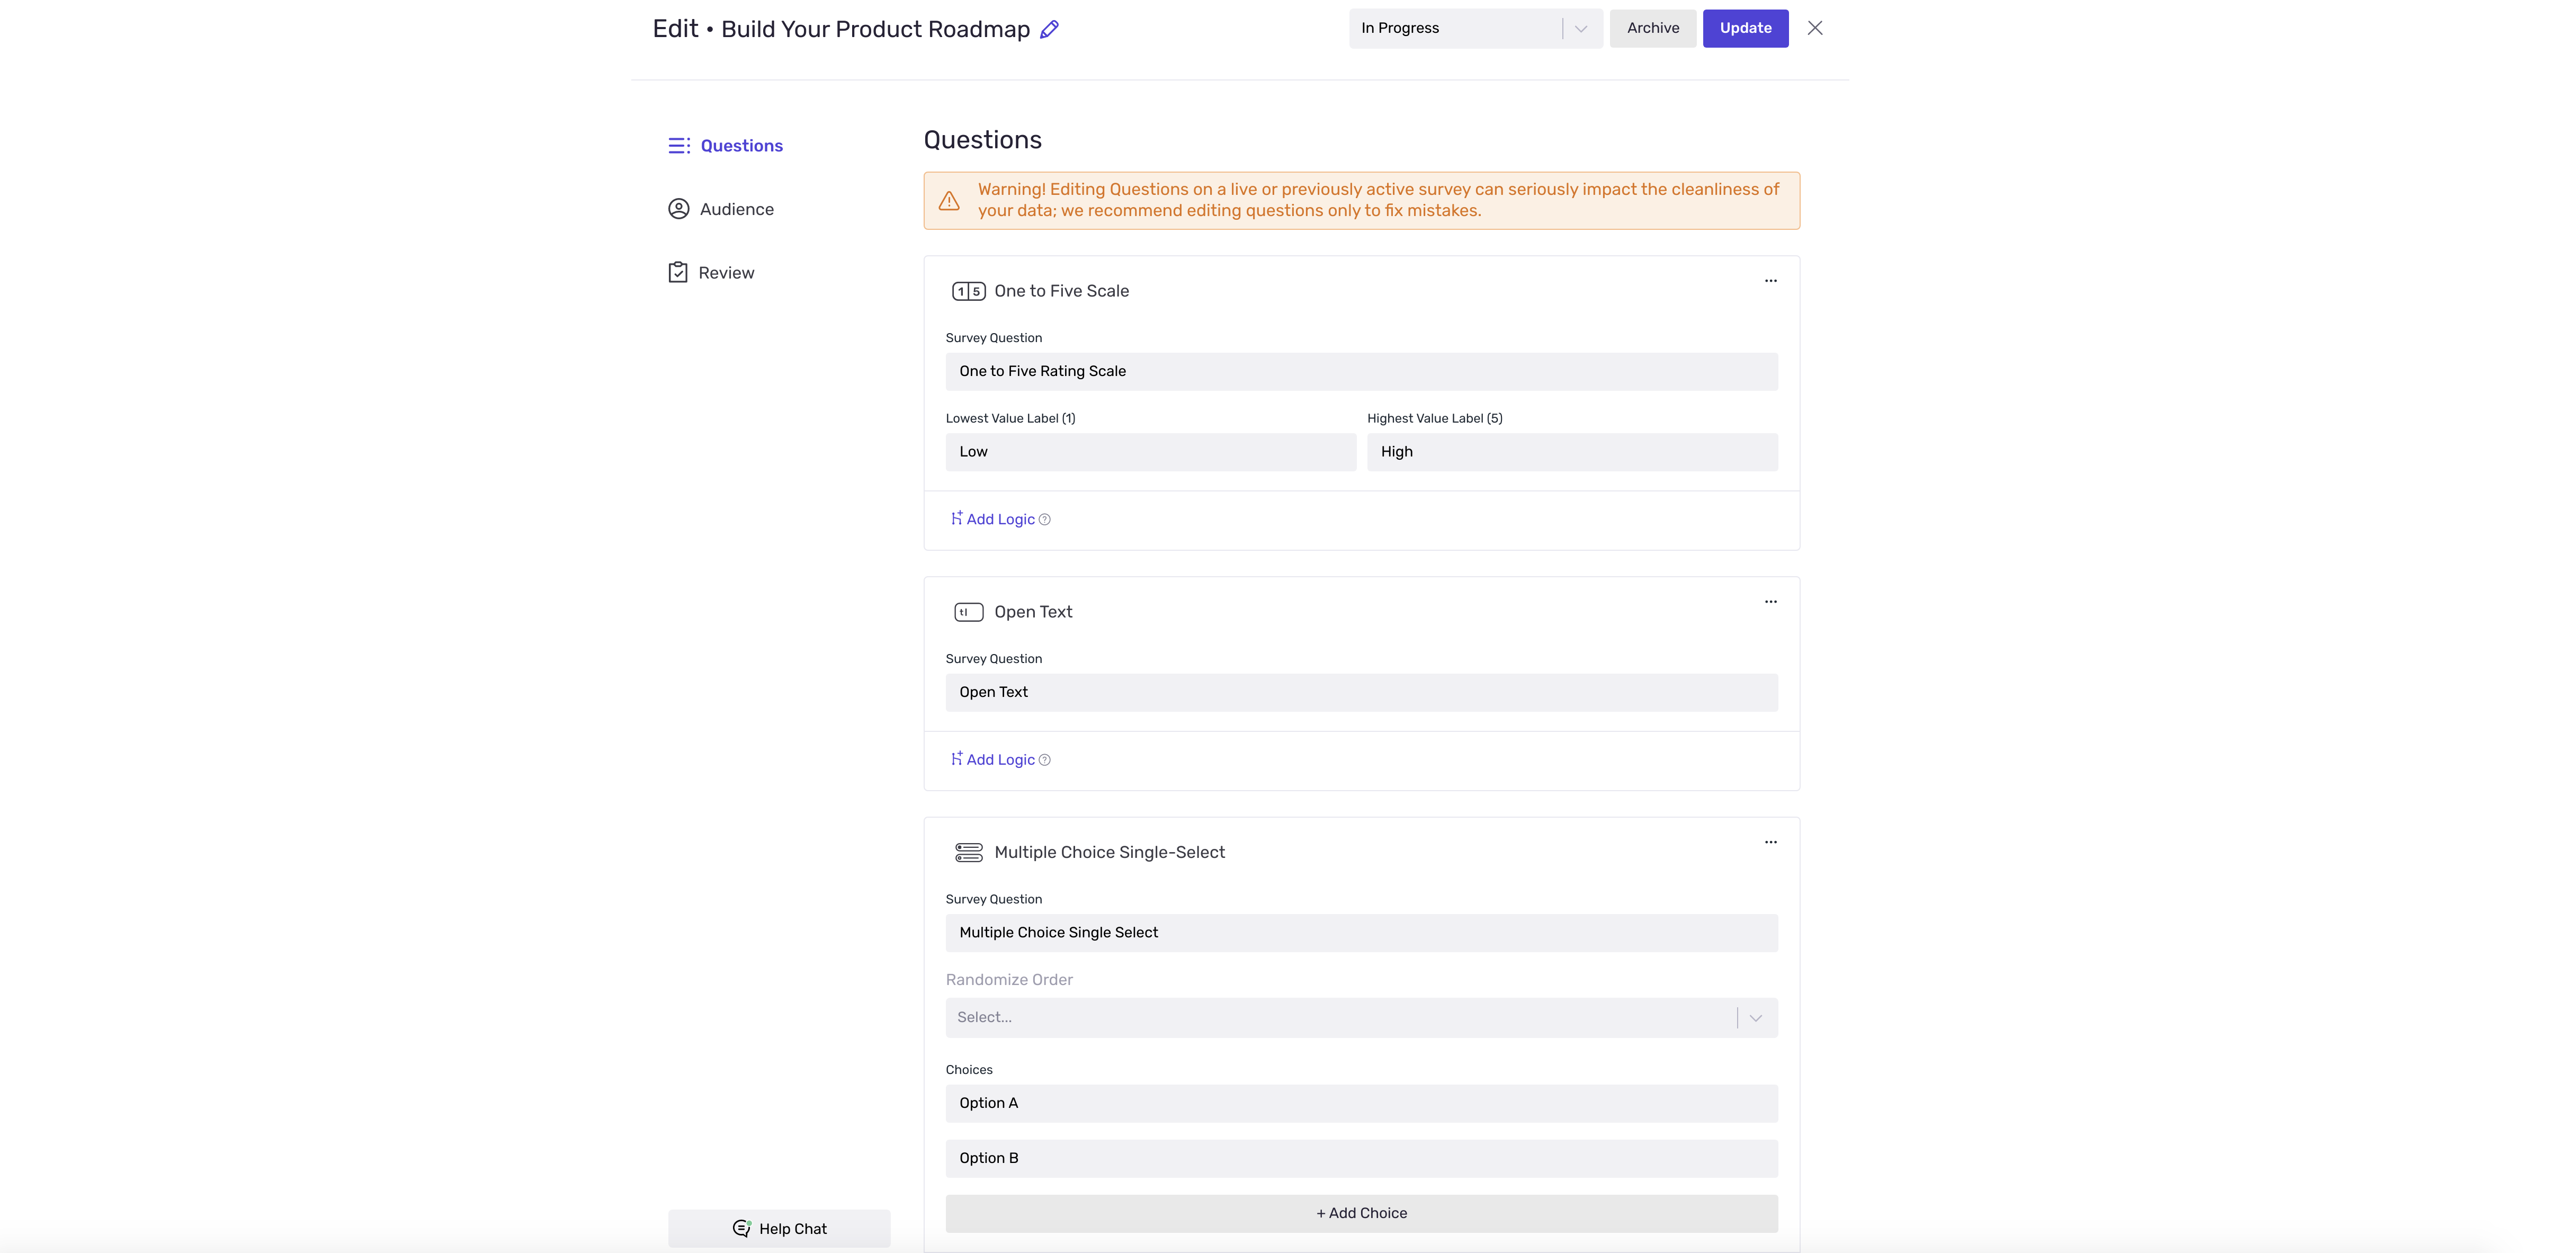 Edit • Build Your Product Roadmap
In Progress
Archive
Update
Questions
Audience
Review
Questions
Warning! Editing Questions on a live or previously active survey can seriously impact the cleanliness of
your data; we recommend editing questions only to fix mistakes.
1 5 One to Five Scale
...
Survey Question
One to Five Rating Scale
Lowest Value Label (1)
Highest Value Label (5)
Low
High
Add Logic ?
tI Open Text
...
Survey Question
Open Text
Add Logic ?
Multiple Choice Single-Select
...
Survey Question
Multiple Choice Single Select
Randomize Order
Select...
Choices
Option A
Option B
+ Add Choice
Help Chat